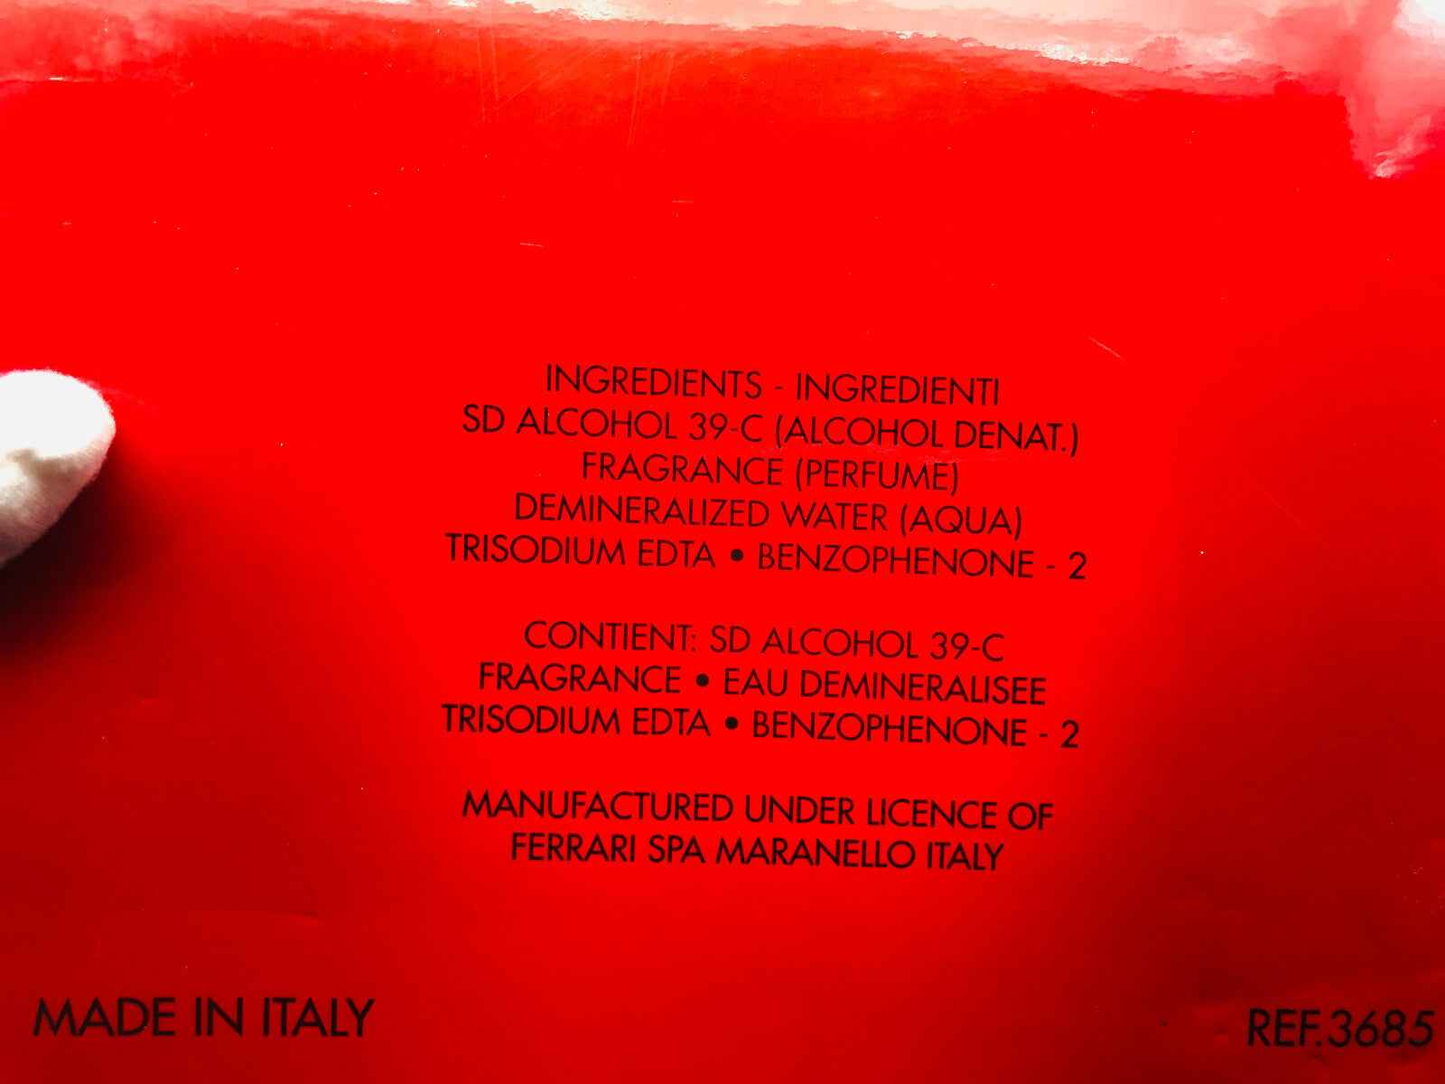 INGREDIENTS - INGREDIENTI
SD ALCOHOL 39-C (ALCOHOL DENAT.)
FRAGRANCE (PERFUME)
DEMINERALIZED WATER (AQUA)
TRISODIUM EDTA • BENZOPHENONE - 2
CONTIENT: SD ALCOHOL 39-C
FRAGRANCE • EAU DEMINERALISEE
TRISODIUM EDTA • BENZOPHENONE - 2
MANUFACTURED UNDER LICENCE OF
FERRARI SPA MARANELLO ITALY
MADE IN ITALY
REF.3685